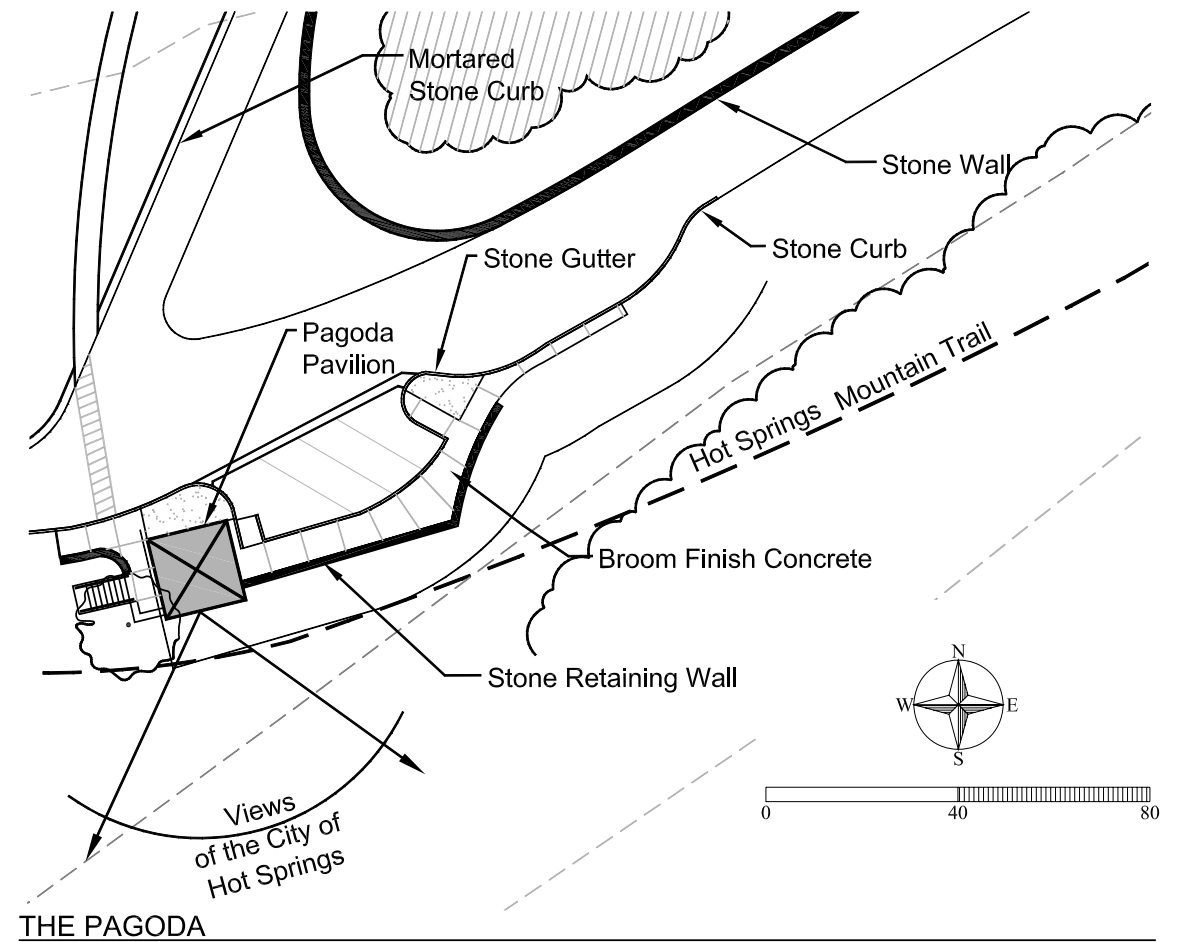 Mortared
Stone Curb
Stone Wall
Stone Curb
Stone Gutter
Pagoda
Pavilion
Hot Springs Mountain Trail
Broom Finish Concrete
Stone Retaining Wall
N
W E
S
0 40 80
Views
of the City of
Hot Springs
THE PAGODA